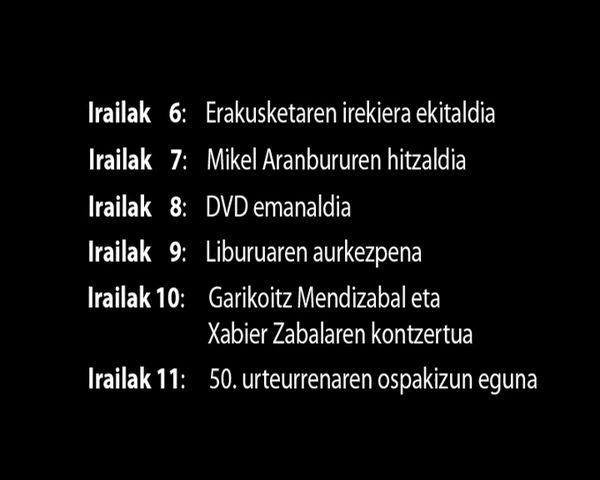 Irailak 6: Erakusketaren irekiera ekitaldia
Irailak 7: Mikel Aranbururen hitzaldia
Irailak 8: DVD emanaldia
Irailak 9: Liburuaren aurkezpena
Irailak 10: Garikoitz Mendizabal eta
Xabier Zabalaren kontzertua
Irailak 11: 50. urteurrenaren ospakizun eguna